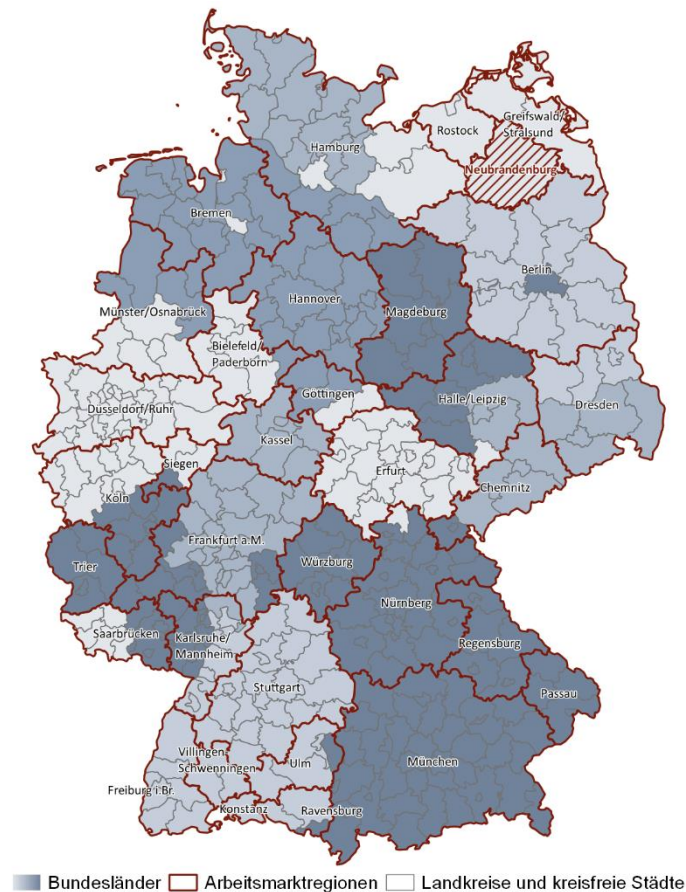 Greifswald/
Stralsund
Rostock
Hamburg
Neubrandenburg
Bremen
Berlin
Hannover
Magdeburg
Münster/Osnabrück
Bielefeld/
Paderborn
Göttingen
Halle/Leipzig
Dresden
Düsseldorf/Ruhr
Kassel
Siegen
Erfurt
Chemnitz
Köln
Frankfurt a.M.
Trier
Würzburg
Nürnberg
Saarbrücken
Karlsruhe/
Mannheim
Regensburg
Stuttgart
Passau
Villingen-
Schwenningen
Ulm
München
Freiburg i.Br.
Konstanz
Ravensburg
Bundesländer Arbeitsmarktregionen Landkreise und kreisfreie Städte